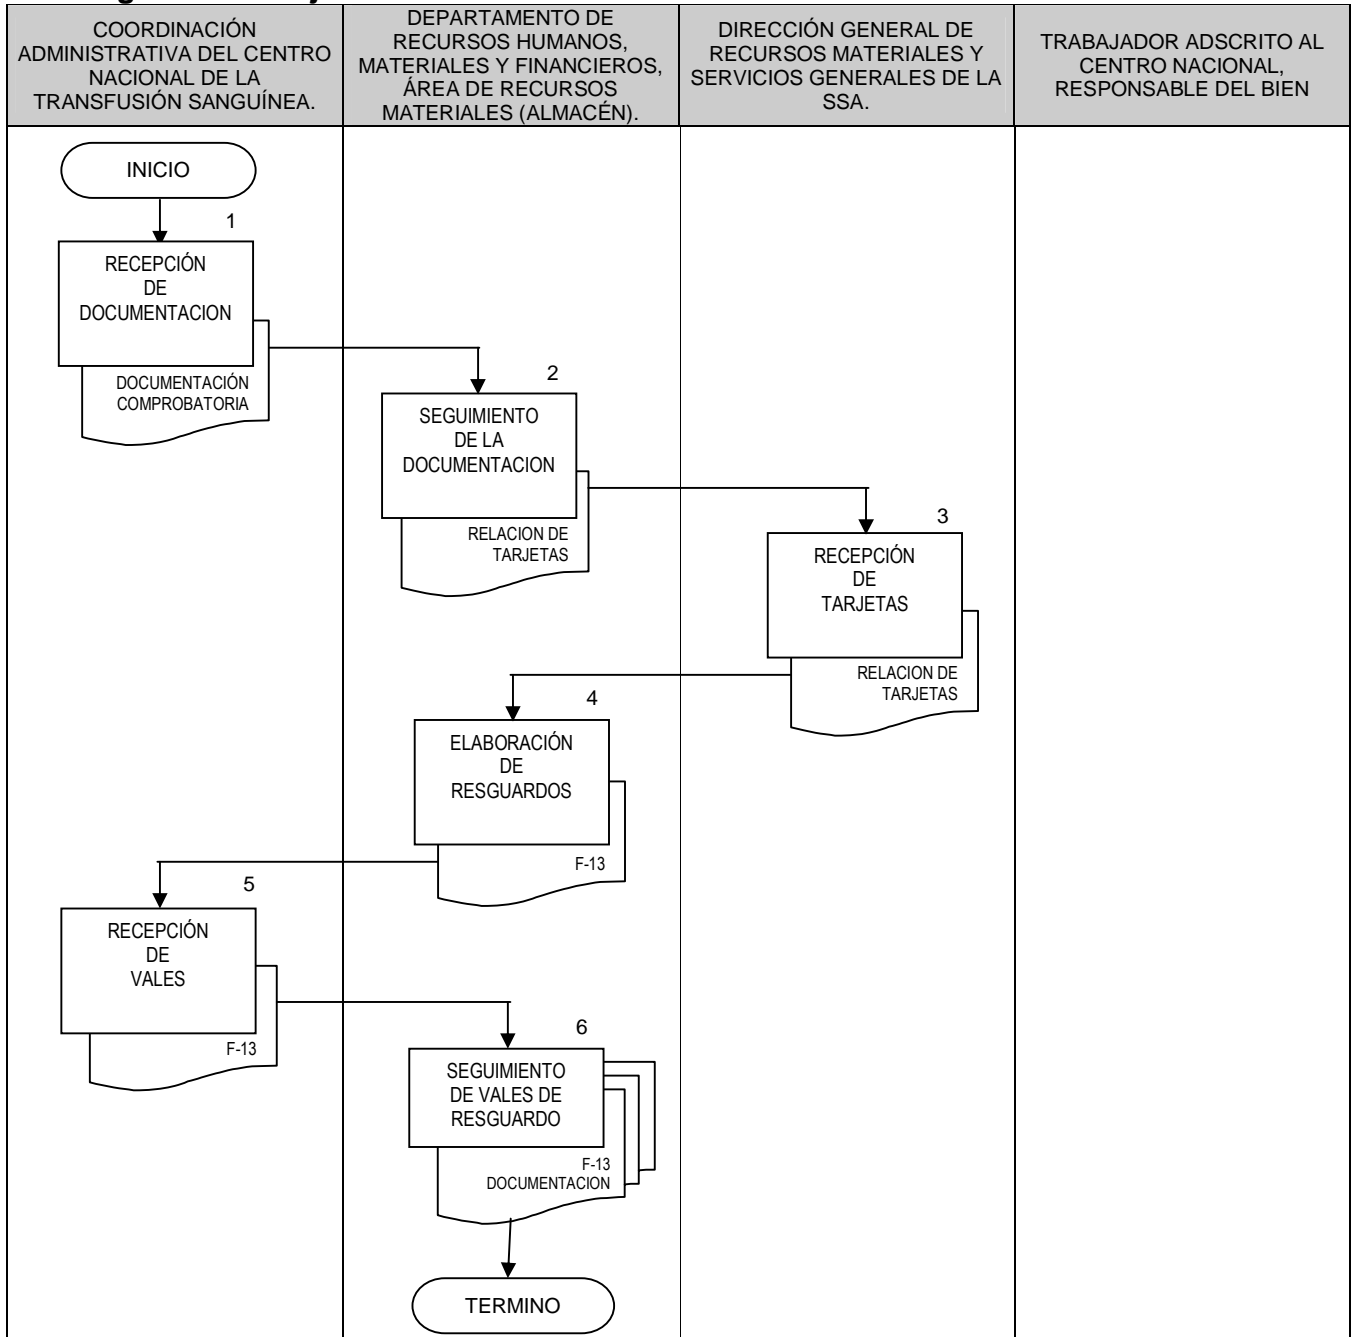 COORDINACIÓN
ADMINISTRATIVA DEL CENTRO
NACIONAL DE LA
TRANSFUSIÓN SANGUÍNEA.
DEPARTAMENTO DE
RECURSOS HUMANOS,
MATERIALES Y FINANCIEROS,
ÁREA DE RECURSOS
MATERIALES (ALMACÉN).
DIRECCIÓN GENERAL DE
RECURSOS MATERIALES Y
SERVICIOS GENERALES DE LA
SSA.
TRABAJADOR ADSCRITO AL
CENTRO NACIONAL,
RESPONSABLE DEL BIEN
INICIO
1
RECEPCIÓN
DE
DOCUMENTACION
DOCUMENTACIÓN
COMPROBATORIA
2
SEGUIMIENTO
DE LA
DOCUMENTACION
RELACION DE
TARJETAS
3
RECEPCIÓN
DE
TARJETAS
RELACION DE
TARJETAS
4
ELABORACIÓN
DE
RESGUARDOS
F-13
5
RECEPCIÓN
DE
VALES
F-13
6
SEGUIMIENTO
DE VALES DE
RESGUARDO
F-13
DOCUMENTACION
TERMINO